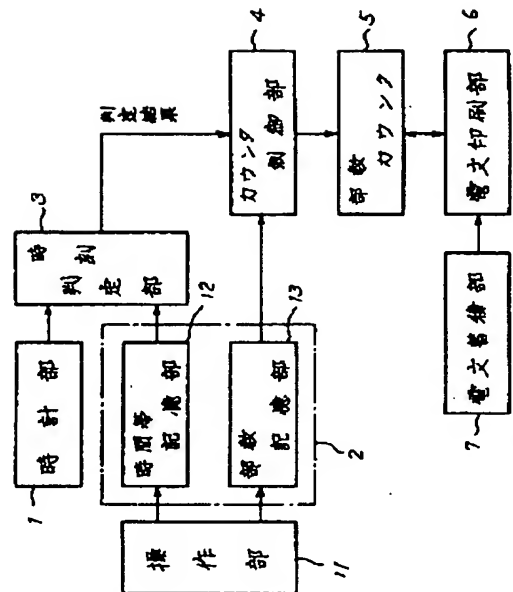 時計部
1
時刻
判定部
3
判定結果
カウンタ
制御部
4
部数
カウンタ
5
電文印刷部
6
電文蓄積部
7
操作部
11
時間帯
記憶部
12
部数
記憶部
13
2